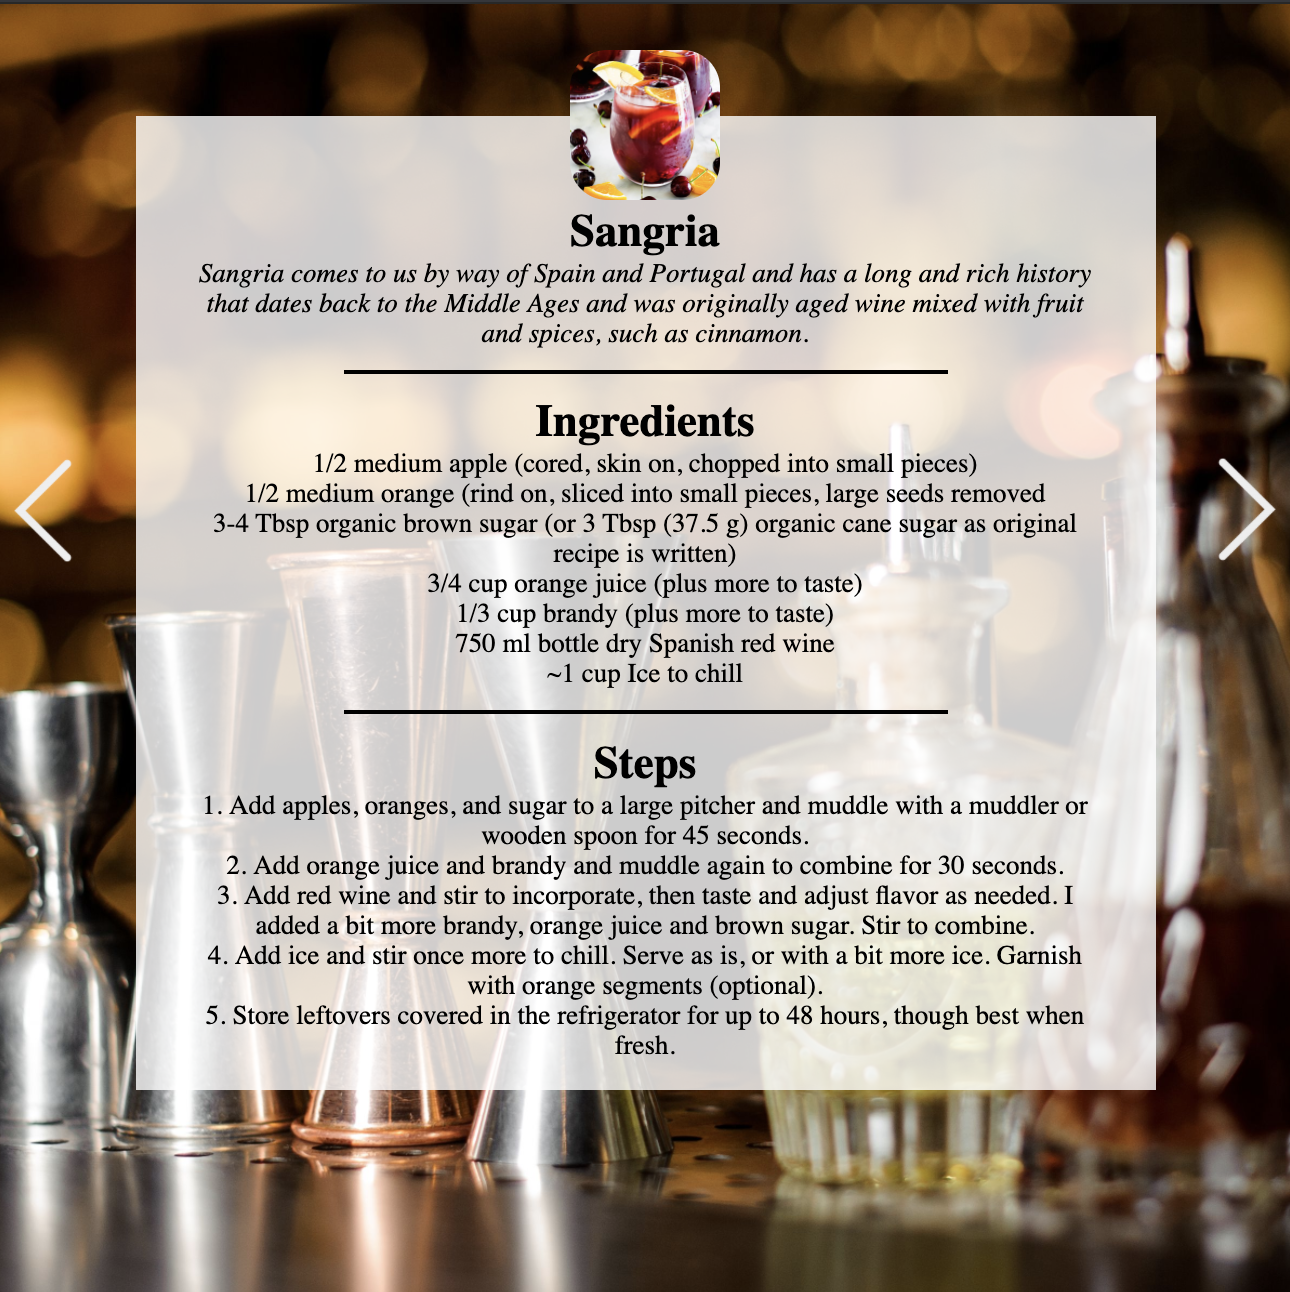 Sangria
Sangria comes to us by way of Spain and Portugal and has a long and rich history
that dates back to the Middle Ages and was originally aged wine mixed with fruit
and spices, such as cinnamon.
Ingredients
1/2 medium apple (cored, skin on, chopped into small pieces)
1/2 medium orange (rind on, sliced into small pieces, large seeds removed
3-4 Tbsp organic brown sugar (or 3 Tbsp (37.5 g) organic cane sugar as original
recipe is written)
3/4 cup orange juice (plus more to taste)
1/3 cup brandy (plus more to taste)
750 ml bottle dry Spanish red wine
~1 cup Ice to chill
Steps
1. Add apples, oranges, and sugar to a large pitcher and muddle with a muddler or
wooden spoon for 45 seconds.
2. Add orange juice and brandy and muddle again to combine for 30 seconds.
3. Add red wine and stir to incorporate, then taste and adjust flavor as needed. I
added a bit more brandy, orange juice and brown sugar. Stir to combine.
4. Add ice and stir once more to chill. Serve as is, or with a bit more ice. Garnish
with orange segments (optional).
5. Store leftovers covered in the refrigerator for up to 48 hours, though best when
fresh.